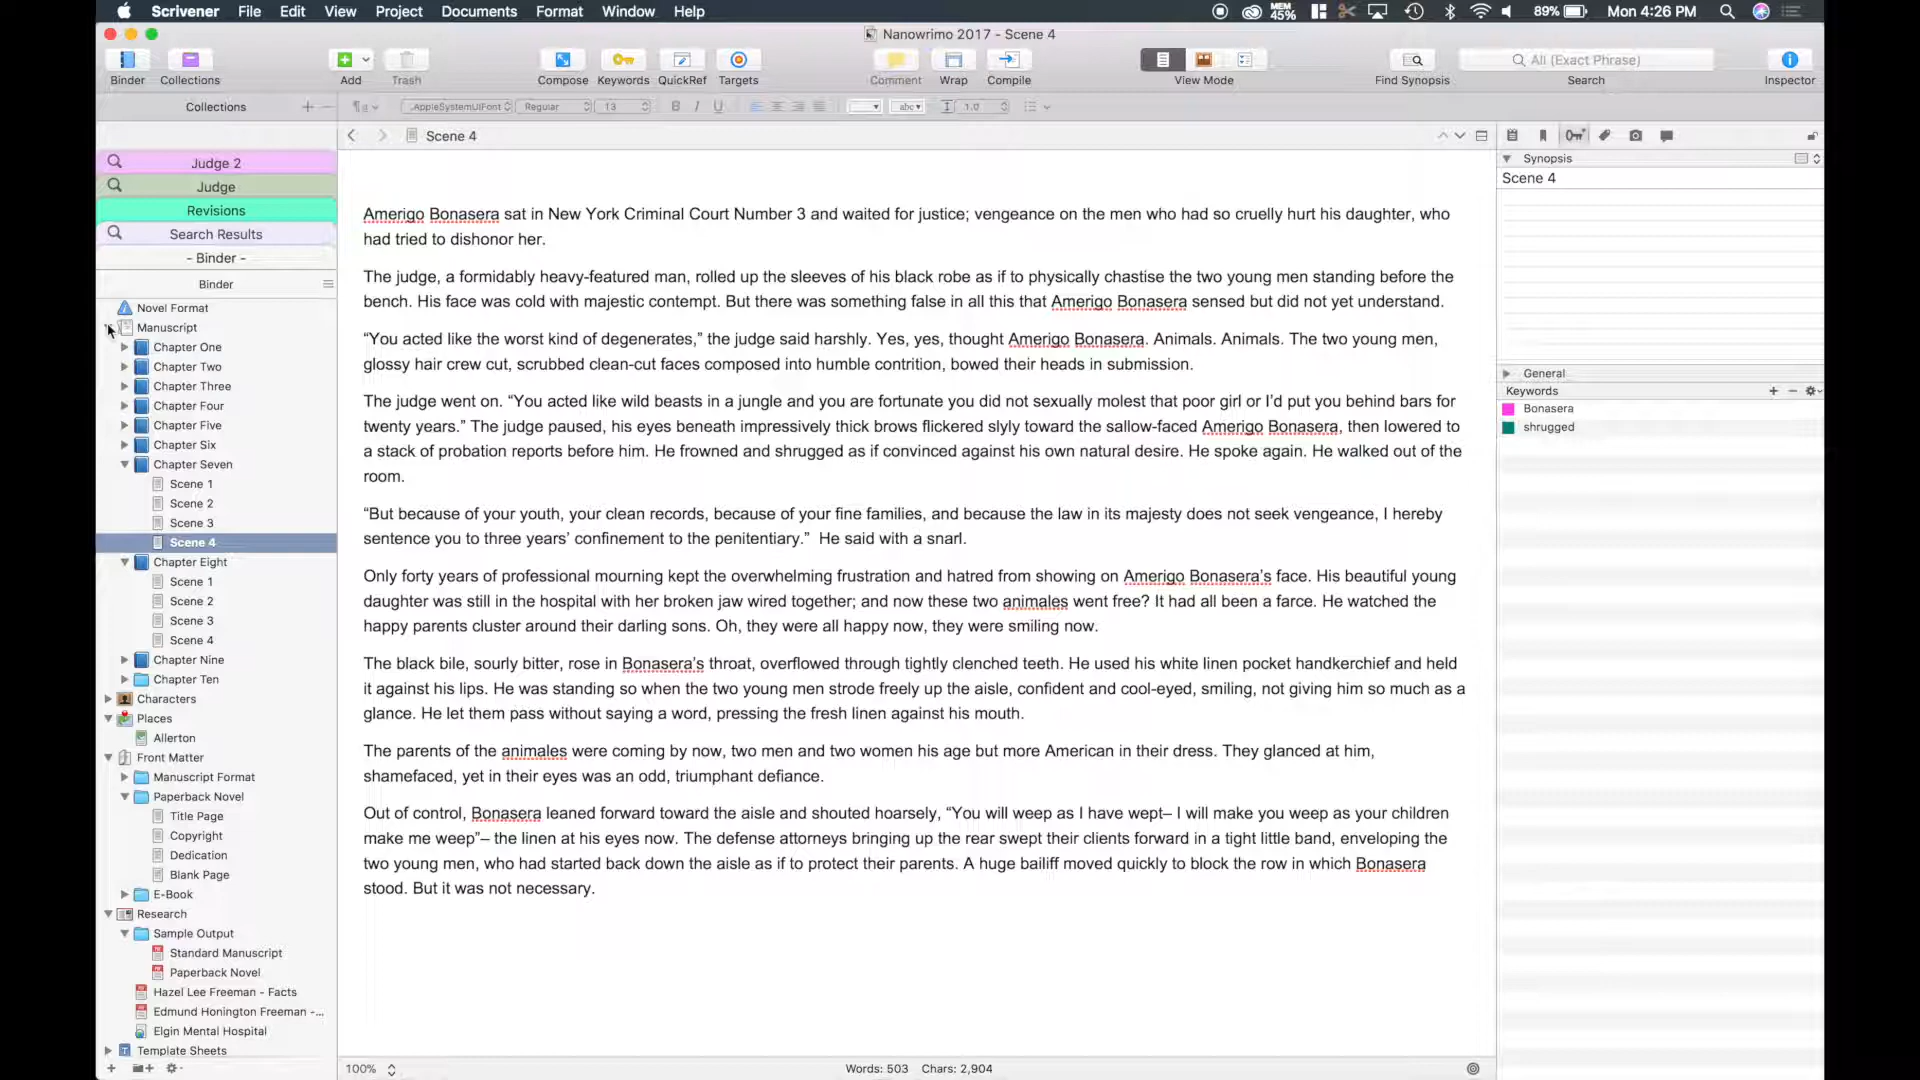 Scrivener File Edit View Project Documents Format Window Help
MEM 45% 89% Mon 4:26 PM
Nanowrimo 2017 - Scene 4
Binder Collections Add Trash Compose Keywords QuickRef Targets Comment Wrap Compile View Mode Find Synopsis All (Exact Phrase) Search Inspector
Collections
.AppleSystemUIFont Regular 13 B I U abc 1.0
Scene 4
Judge 2
Judge
Revisions
Search Results
- Binder -
Binder
Novel Format
Manuscript
Chapter One
Chapter Two
Chapter Three
Chapter Four
Chapter Five
Chapter Six
Chapter Seven
Scene 1
Scene 2
Scene 3
Scene 4
Chapter Eight
Scene 1
Scene 2
Scene 3
Scene 4
Chapter Nine
Chapter Ten
Characters
Places
Allerton
Front Matter
Manuscript Format
Paperback Novel
Title Page
Copyright
Dedication
Blank Page
E-Book
Research
Sample Output
Standard Manuscript
Paperback Novel
Hazel Lee Freeman - Facts
Edmund Honington Freeman -...
Elgin Mental Hospital
Template Sheets
Amerigo Bonasera sat in New York Criminal Court Number 3 and waited for justice; vengeance on the men who had so cruelly hurt his daughter, who
had tried to dishonor her.
The judge, a formidably heavy-featured man, rolled up the sleeves of his black robe as if to physically chastise the two young men standing before the
bench. His face was cold with majestic contempt. But there was something false in all this that Amerigo Bonasera sensed but did not yet understand.
“You acted like the worst kind of degenerates,” the judge said harshly. Yes, yes, thought Amerigo Bonasera. Animals. Animals. The two young men,
glossy hair crew cut, scrubbed clean-cut faces composed into humble contrition, bowed their heads in submission.
The judge went on. “You acted like wild beasts in a jungle and you are fortunate you did not sexually molest that poor girl or I’d put you behind bars for
twenty years.” The judge paused, his eyes beneath impressively thick brows flickered slyly toward the sallow-faced Amerigo Bonasera, then lowered to
a stack of probation reports before him. He frowned and shrugged as if convinced against his own natural desire. He spoke again. He walked out of the
room.
“But because of your youth, your clean records, because of your fine families, and because the law in its majesty does not seek vengeance, I hereby
sentence you to three years’ confinement to the penitentiary.”  He said with a snarl.
Only forty years of professional mourning kept the overwhelming frustration and hatred from showing on Amerigo Bonasera’s face. His beautiful young
daughter was still in the hospital with her broken jaw wired together; and now these two animales went free? It had all been a farce. He watched the
happy parents cluster around their darling sons. Oh, they were all happy now, they were smiling now.
The black bile, sourly bitter, rose in Bonasera’s throat, overflowed through tightly clenched teeth. He used his white linen pocket handkerchief and held
it against his lips. He was standing so when the two young men strode freely up the aisle, confident and cool-eyed, smiling, not giving him so much as a
glance. He let them pass without saying a word, pressing the fresh linen against his mouth.
The parents of the animales were coming by now, two men and two women his age but more American in their dress. They glanced at him,
shamefaced, yet in their eyes was an odd, triumphant defiance.
Out of control, Bonasera leaned forward toward the aisle and shouted hoarsely, “You will weep as I have wept– I will make you weep as your children
make me weep”– the linen at his eyes now. The defense attorneys bringing up the rear swept their clients forward in a tight little band, enveloping the
two young men, who had started back down the aisle as if to protect their parents. A huge bailiff moved quickly to block the row in which Bonasera
stood. But it was not necessary.
100% Words: 503 Chars: 2,904
Synopsis
Scene 4
General
Keywords
Bonasera
shrugged